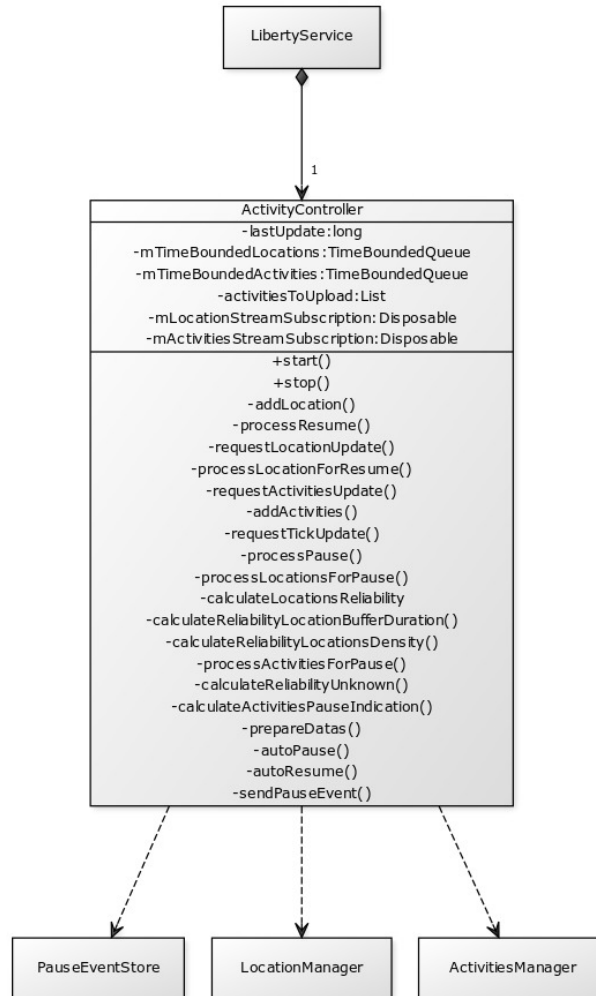 LibertyService
1
ActivityController
-lastUpdate:long
-mTimeBoundedLocations:TimeBoundedQueue
-mTimeBoundedActivities:TimeBoundedQueue
-activitiesToUpload:List
-mLocationStreamSubscription:Disposable
-mActivitiesStreamSubscription:Disposable
+start()
+stop()
-addLocation()
-processResume()
-requestLocationUpdate()
-processLocationForResume()
-requestActivitiesUpdate()
-addActivities()
-requestTickUpdate()
-processPause()
-processLocationsForPause()
-calculateLocationsReliability
-calculateReliabilityLocationBufferDuration()
-calculateReliabilityLocationsDensity()
-processActivitiesForPause()
-calculateReliabilityUnknown()
-calculateActivitiesPauseIndication()
-prepareDatas()
-autoPause()
-autoResume()
-sendPauseEvent()
PauseEventStore LocationManager ActivitiesManager